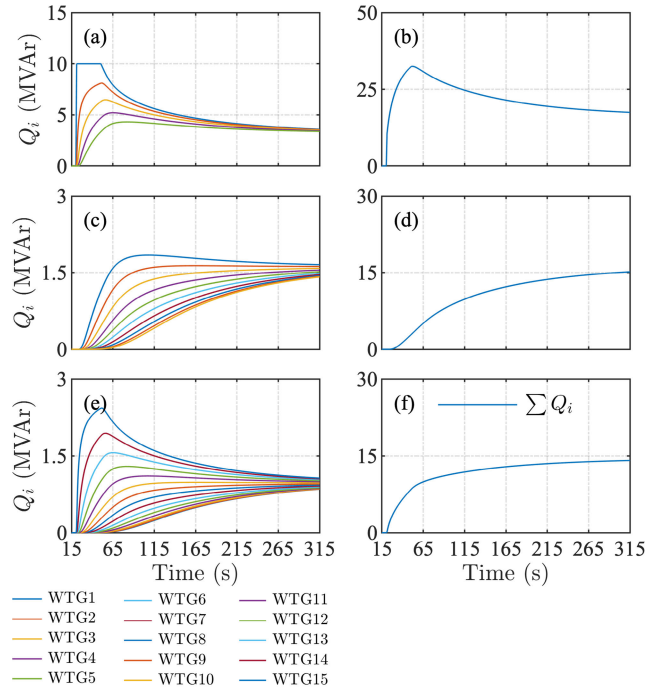 (a)
(b)
15
10
5
0
Q_i (MVAr)
50
25
0
(c)
(d)
3
1.5
0
Q_i (MVAr)
30
15
0
(e)
(f)
∑ Q_i
3
1.5
0
Q_i (MVAr)
30
15
0
15 65 115 165 215 265 315
15 65 115 165 215 265 315
Time (s)
Time (s)
WTG1 WTG6 WTG11
WTG2 WTG7 WTG12
WTG3 WTG8 WTG13
WTG4 WTG9 WTG14
WTG5 WTG10 WTG15